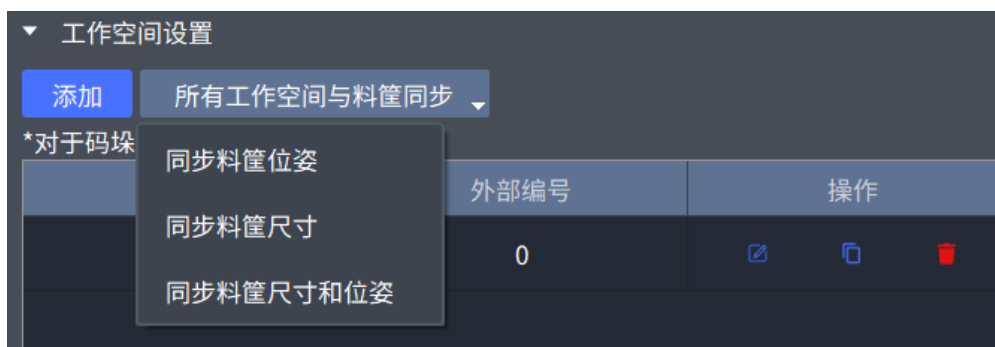 工作空间设置
添加
所有工作空间与料筐同步
*对于码垛
同步料筐位姿
外部编号
操作
同步料筐尺寸
0
同步料筐尺寸和位姿